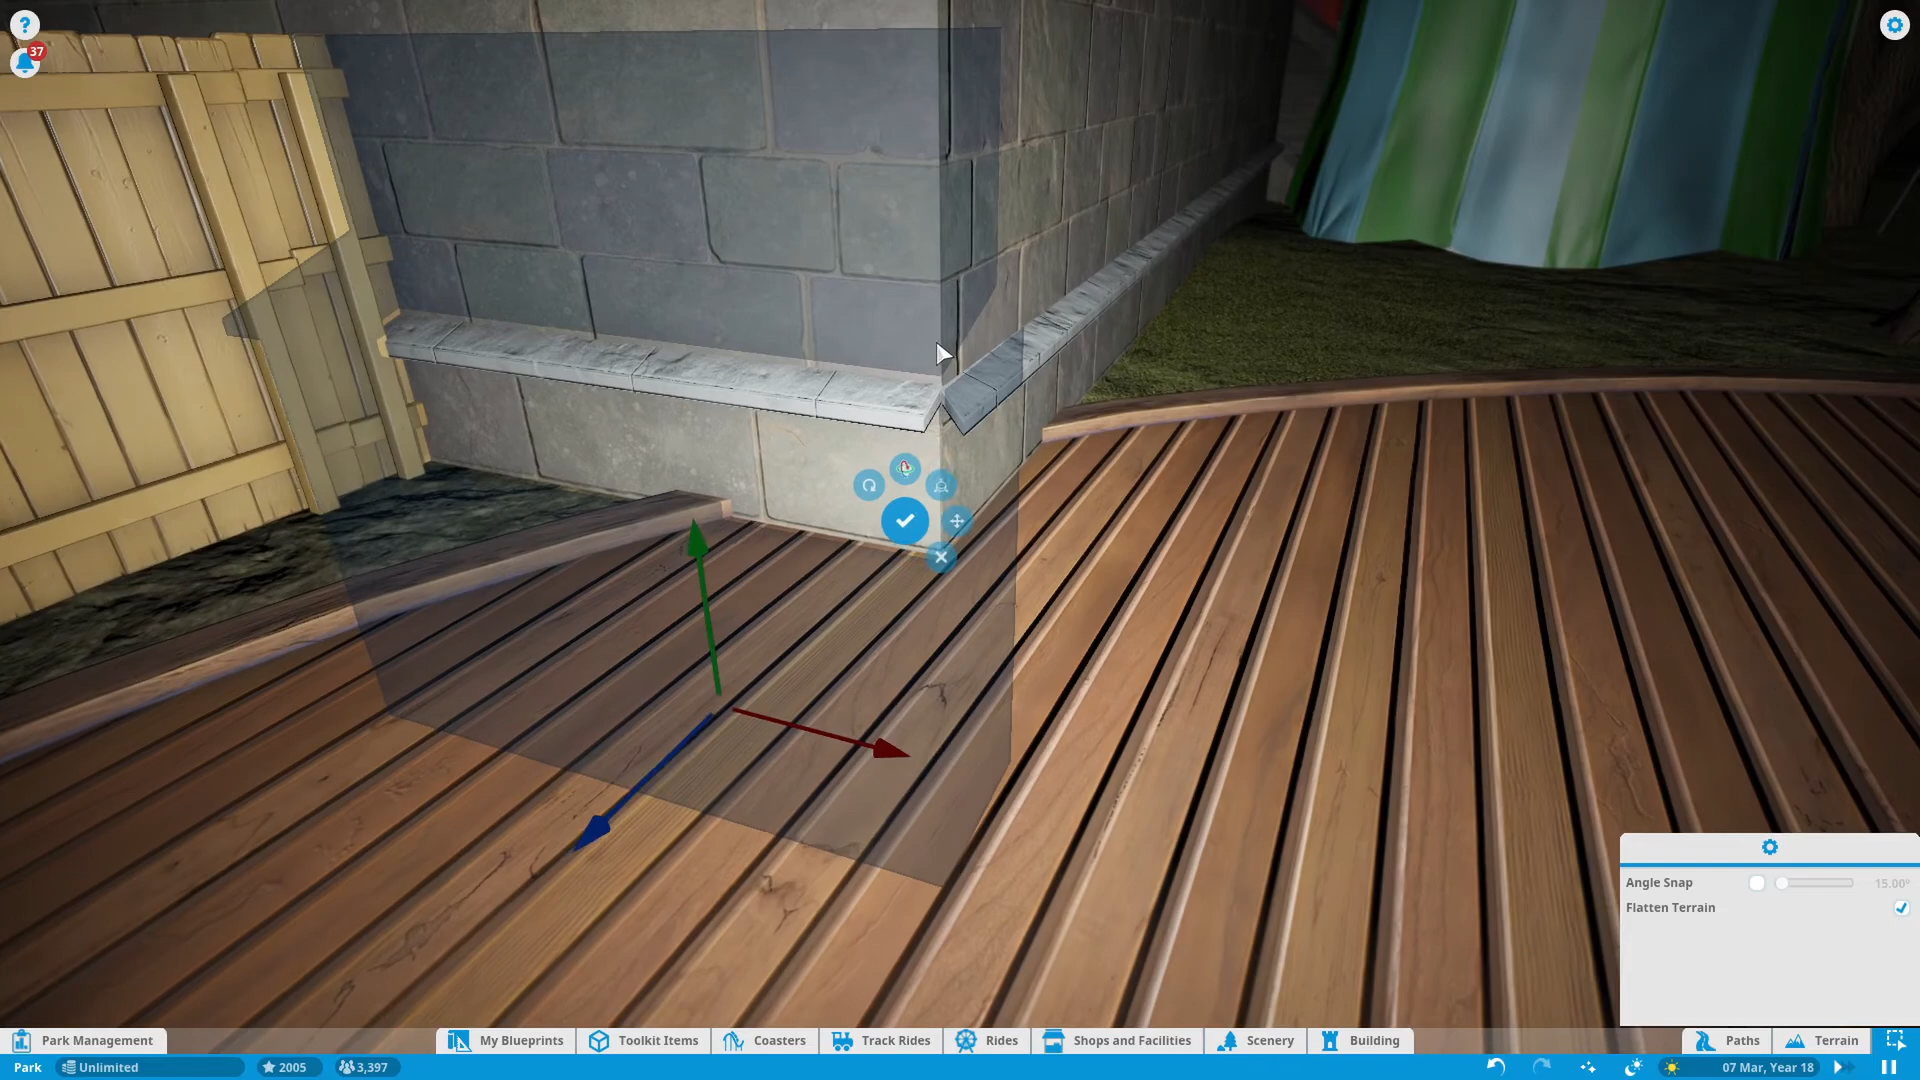 ?
37
Angle Snap 15.00°
Flatten Terrain
Park Management
My Blueprints
Toolkit Items
Coasters
Track Rides
Rides
Shops and Facilities
Scenery
Building
Paths
Terrain
Park
Unlimited
2005
3,397
07 Mar, Year 18